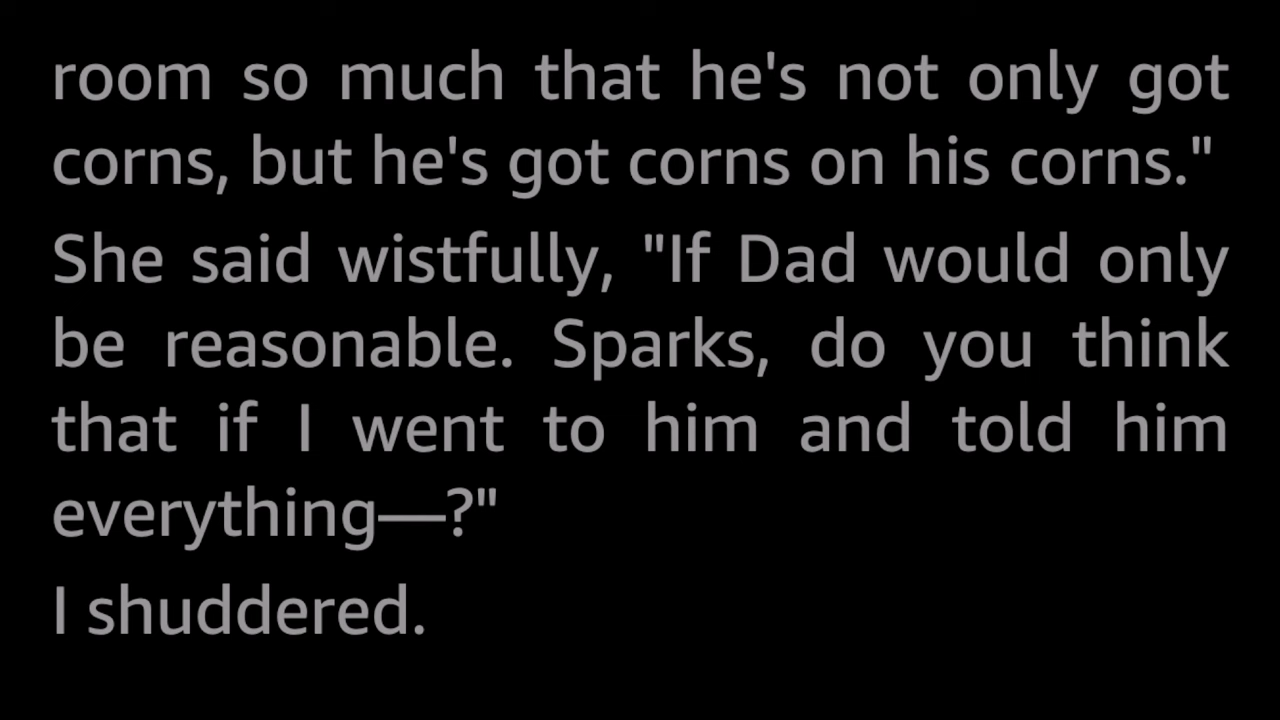 room so much that he's not only got
corns, but he's got corns on his corns."
She said wistfully, "If Dad would only
be reasonable. Sparks, do you think
that if I went to him and told him
everything—?"
I shuddered.